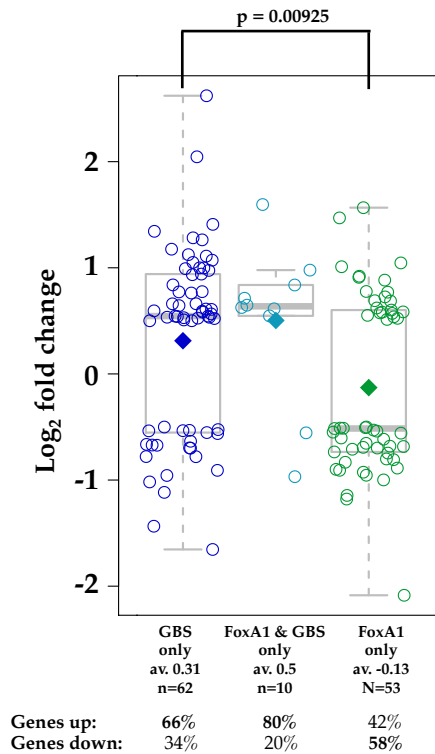 p = 0.00925
Log2 fold change
2
1
0
-1
-2
GBS only av. 0.31 n=62
FoxA1 & GBS only av. 0.5 n=10
FoxA1 only av. -0.13 N=53
Genes up: 66% 80% 42%
Genes down: 34% 20% 58%